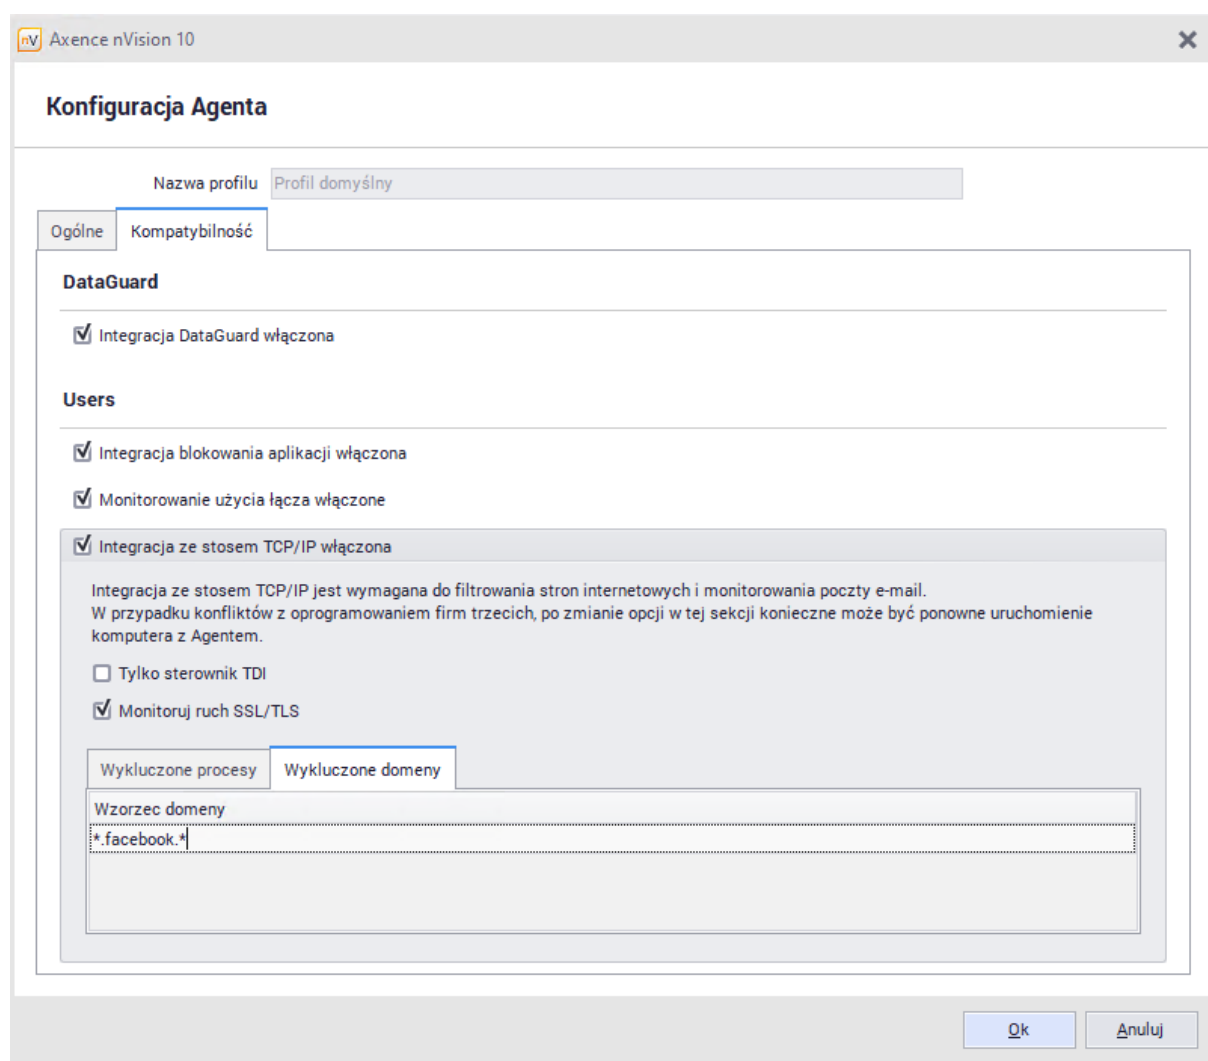 nV Axence nVision 10
Konfiguracja Agenta
Nazwa profilu Profil domyślny
Ogólne Kompatybilność
DataGuard
Integracja DataGuard włączona
Users
Integracja blokowania aplikacji włączona
Monitorowanie użycia łącza włączone
Integracja ze stosem TCP/IP włączona
Integracja ze stosem TCP/IP jest wymagana do filtrowania stron internetowych i monitorowania poczty e-mail.
W przypadku konfliktów z oprogramowaniem firm trzecich, po zmianie opcji w tej sekcji konieczne może być ponowne uruchomienie
komputera z Agentem.
Tylko sterownik TDI
Monitoruj ruch SSL/TLS
Wykluczone procesy Wykluczone domeny
Wzorzec domeny
*.facebook.*
Ok Anuluj